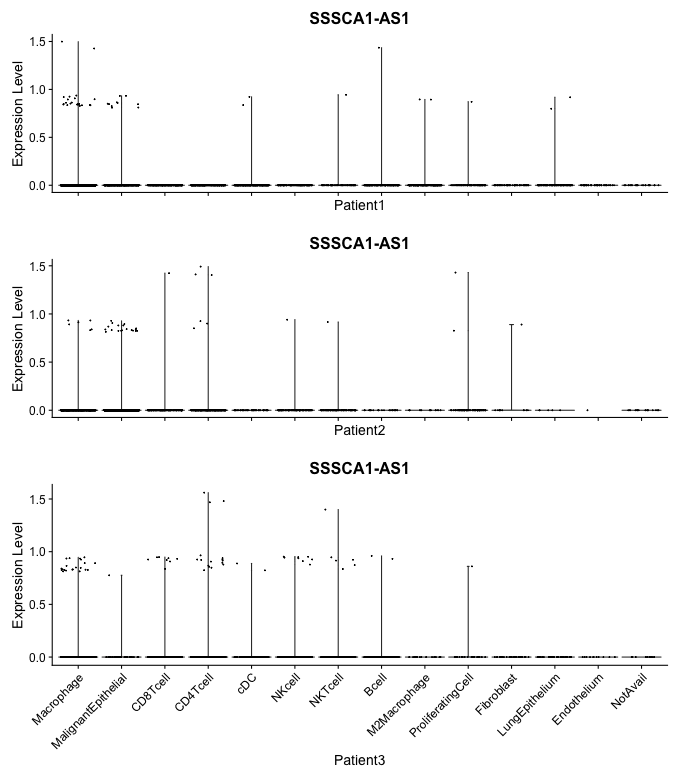 SSSCA1-AS1
Expression Level
1.5
1.0
0.5
0.0
Patient1
SSSCA1-AS1
Expression Level
1.5
1.0
0.5
0.0
Patient2
SSSCA1-AS1
Expression Level
1.5
1.0
0.5
0.0
Macrophage
MalignantEpithelial
CD8Tcell
CD4Tcell
cDC
NKcell
NKTcell
Bcell
M2Macrophage
ProliferatingCell
Fibroblast
LungEpithelium
Endothelium
NotAvail
Patient3